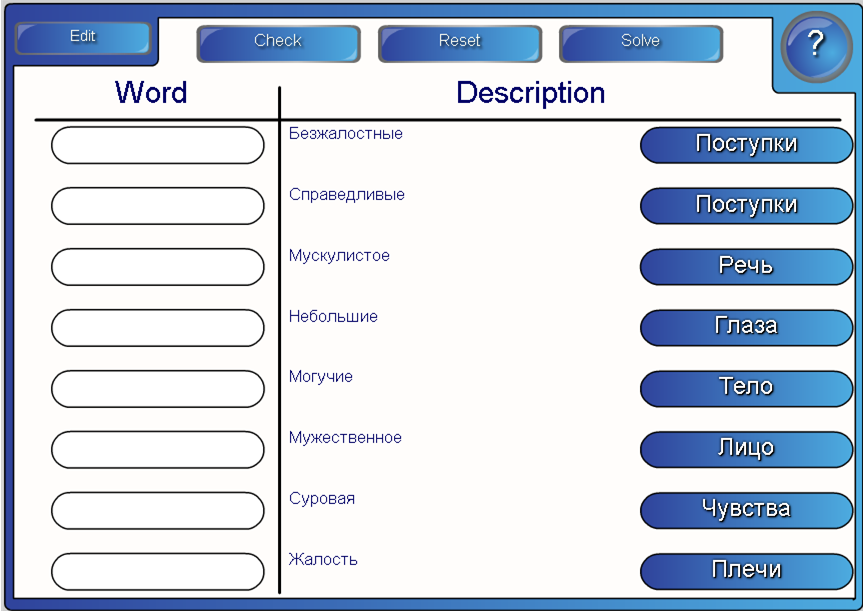 Edit
Check
Reset
Solve
?
Word
Description
Безжалостные
Поступки
Справедливые
Поступки
Мускулистое
Речь
Небольшие
Глаза
Могучие
Тело
Мужественное
Лицо
Суровая
Чувства
Жалость
Плечи